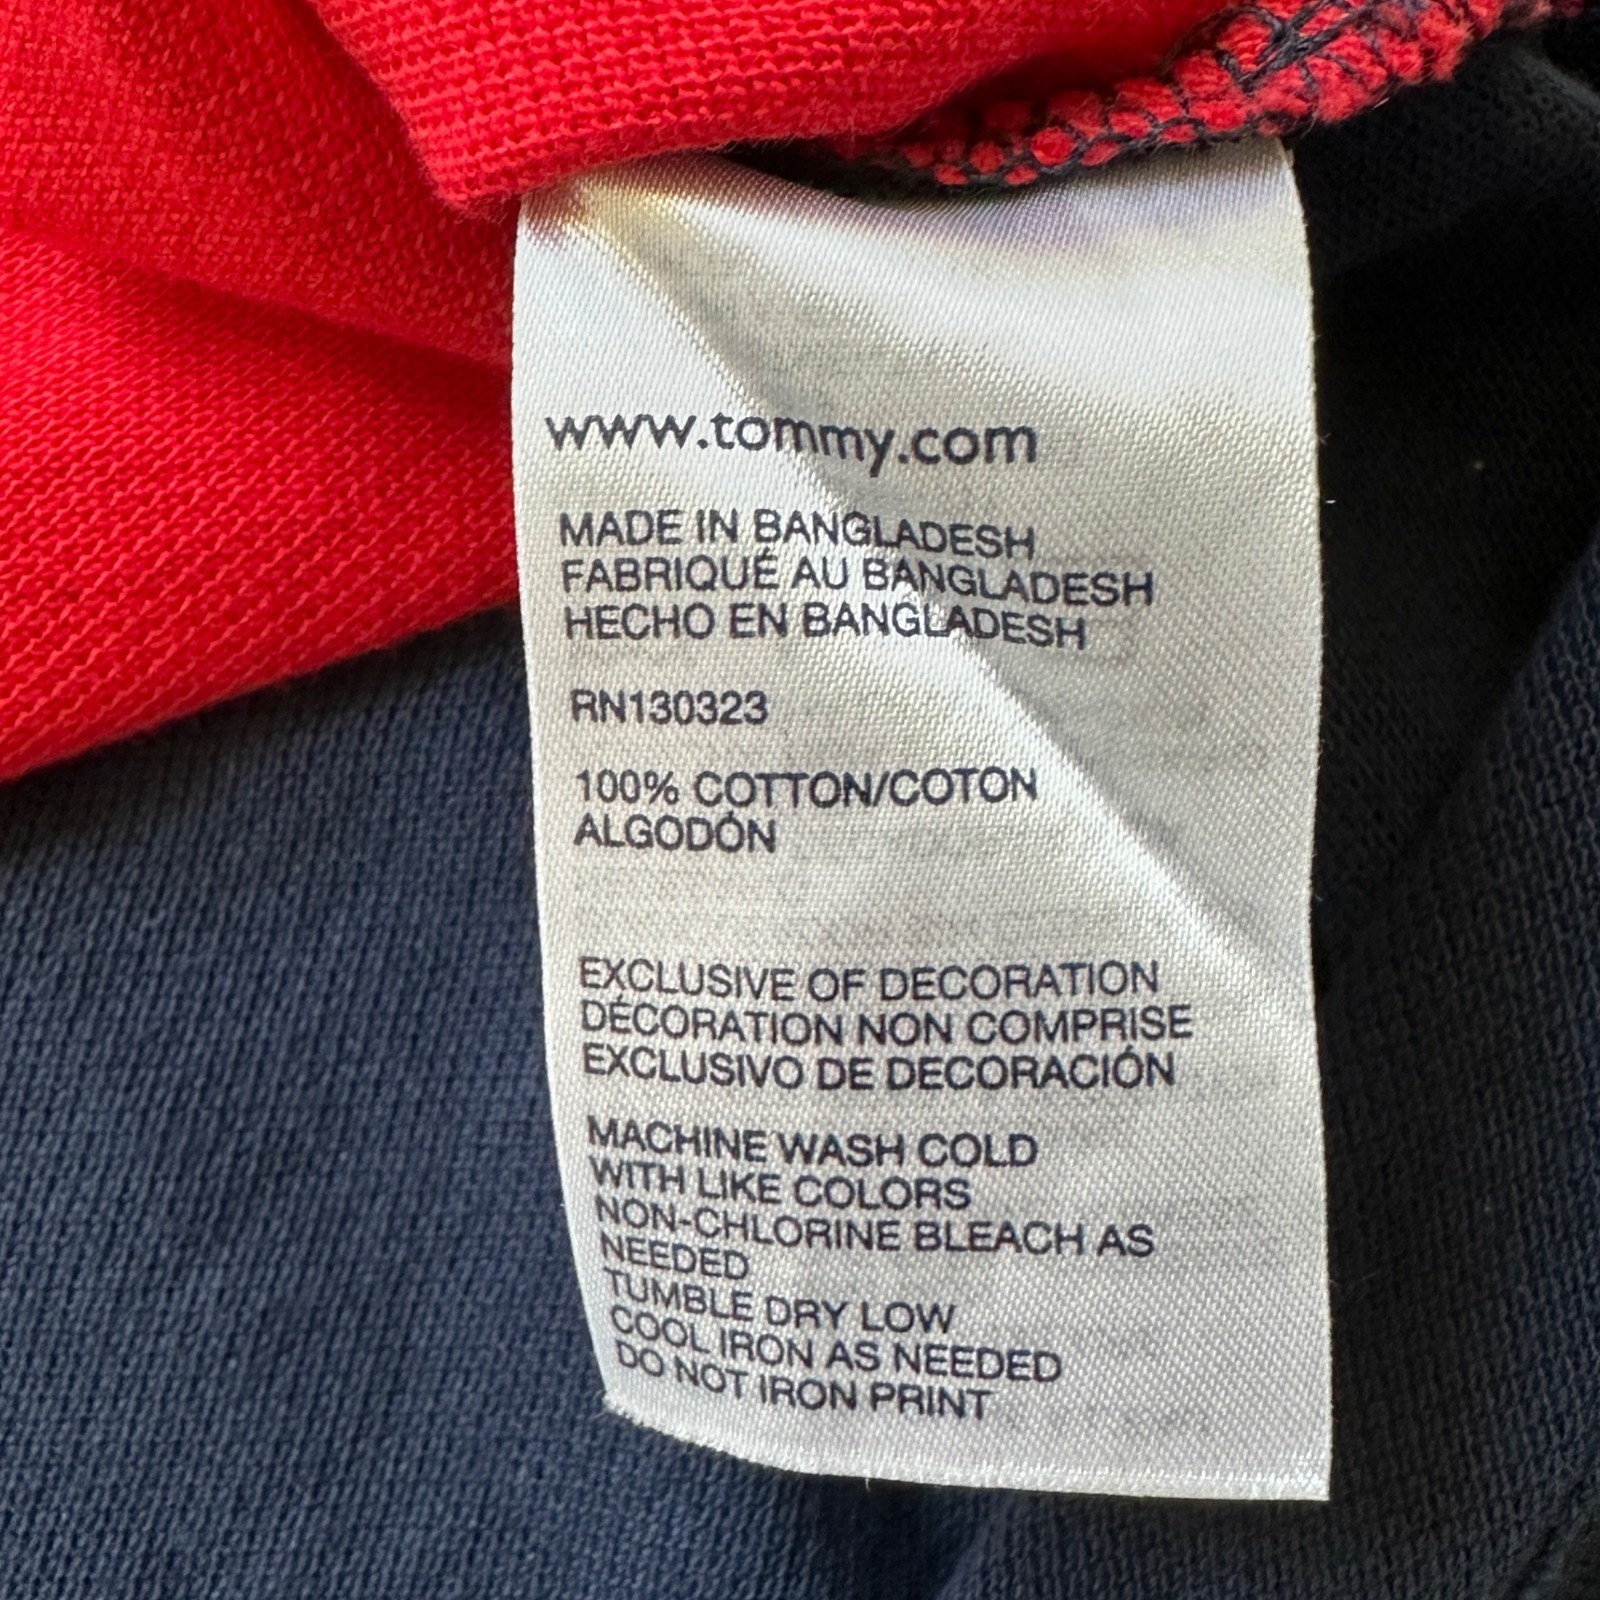 www.tommy.com
MADE IN BANGLADESH
FABRIQUÉ AU BANGLADESH
HECHO EN BANGLADESH
RN130323
100% COTTON/COTON
ALGODÓN
EXCLUSIVE OF DECORATION
DÉCORATION NON COMPRISE
EXCLUSIVO DE DECORACIÓN
MACHINE WASH COLD
WITH LIKE COLORS
NON-CHLORINE BLEACH AS
NEEDED
TUMBLE DRY LOW
COOL IRON AS NEEDED
DO NOT IRON PRINT